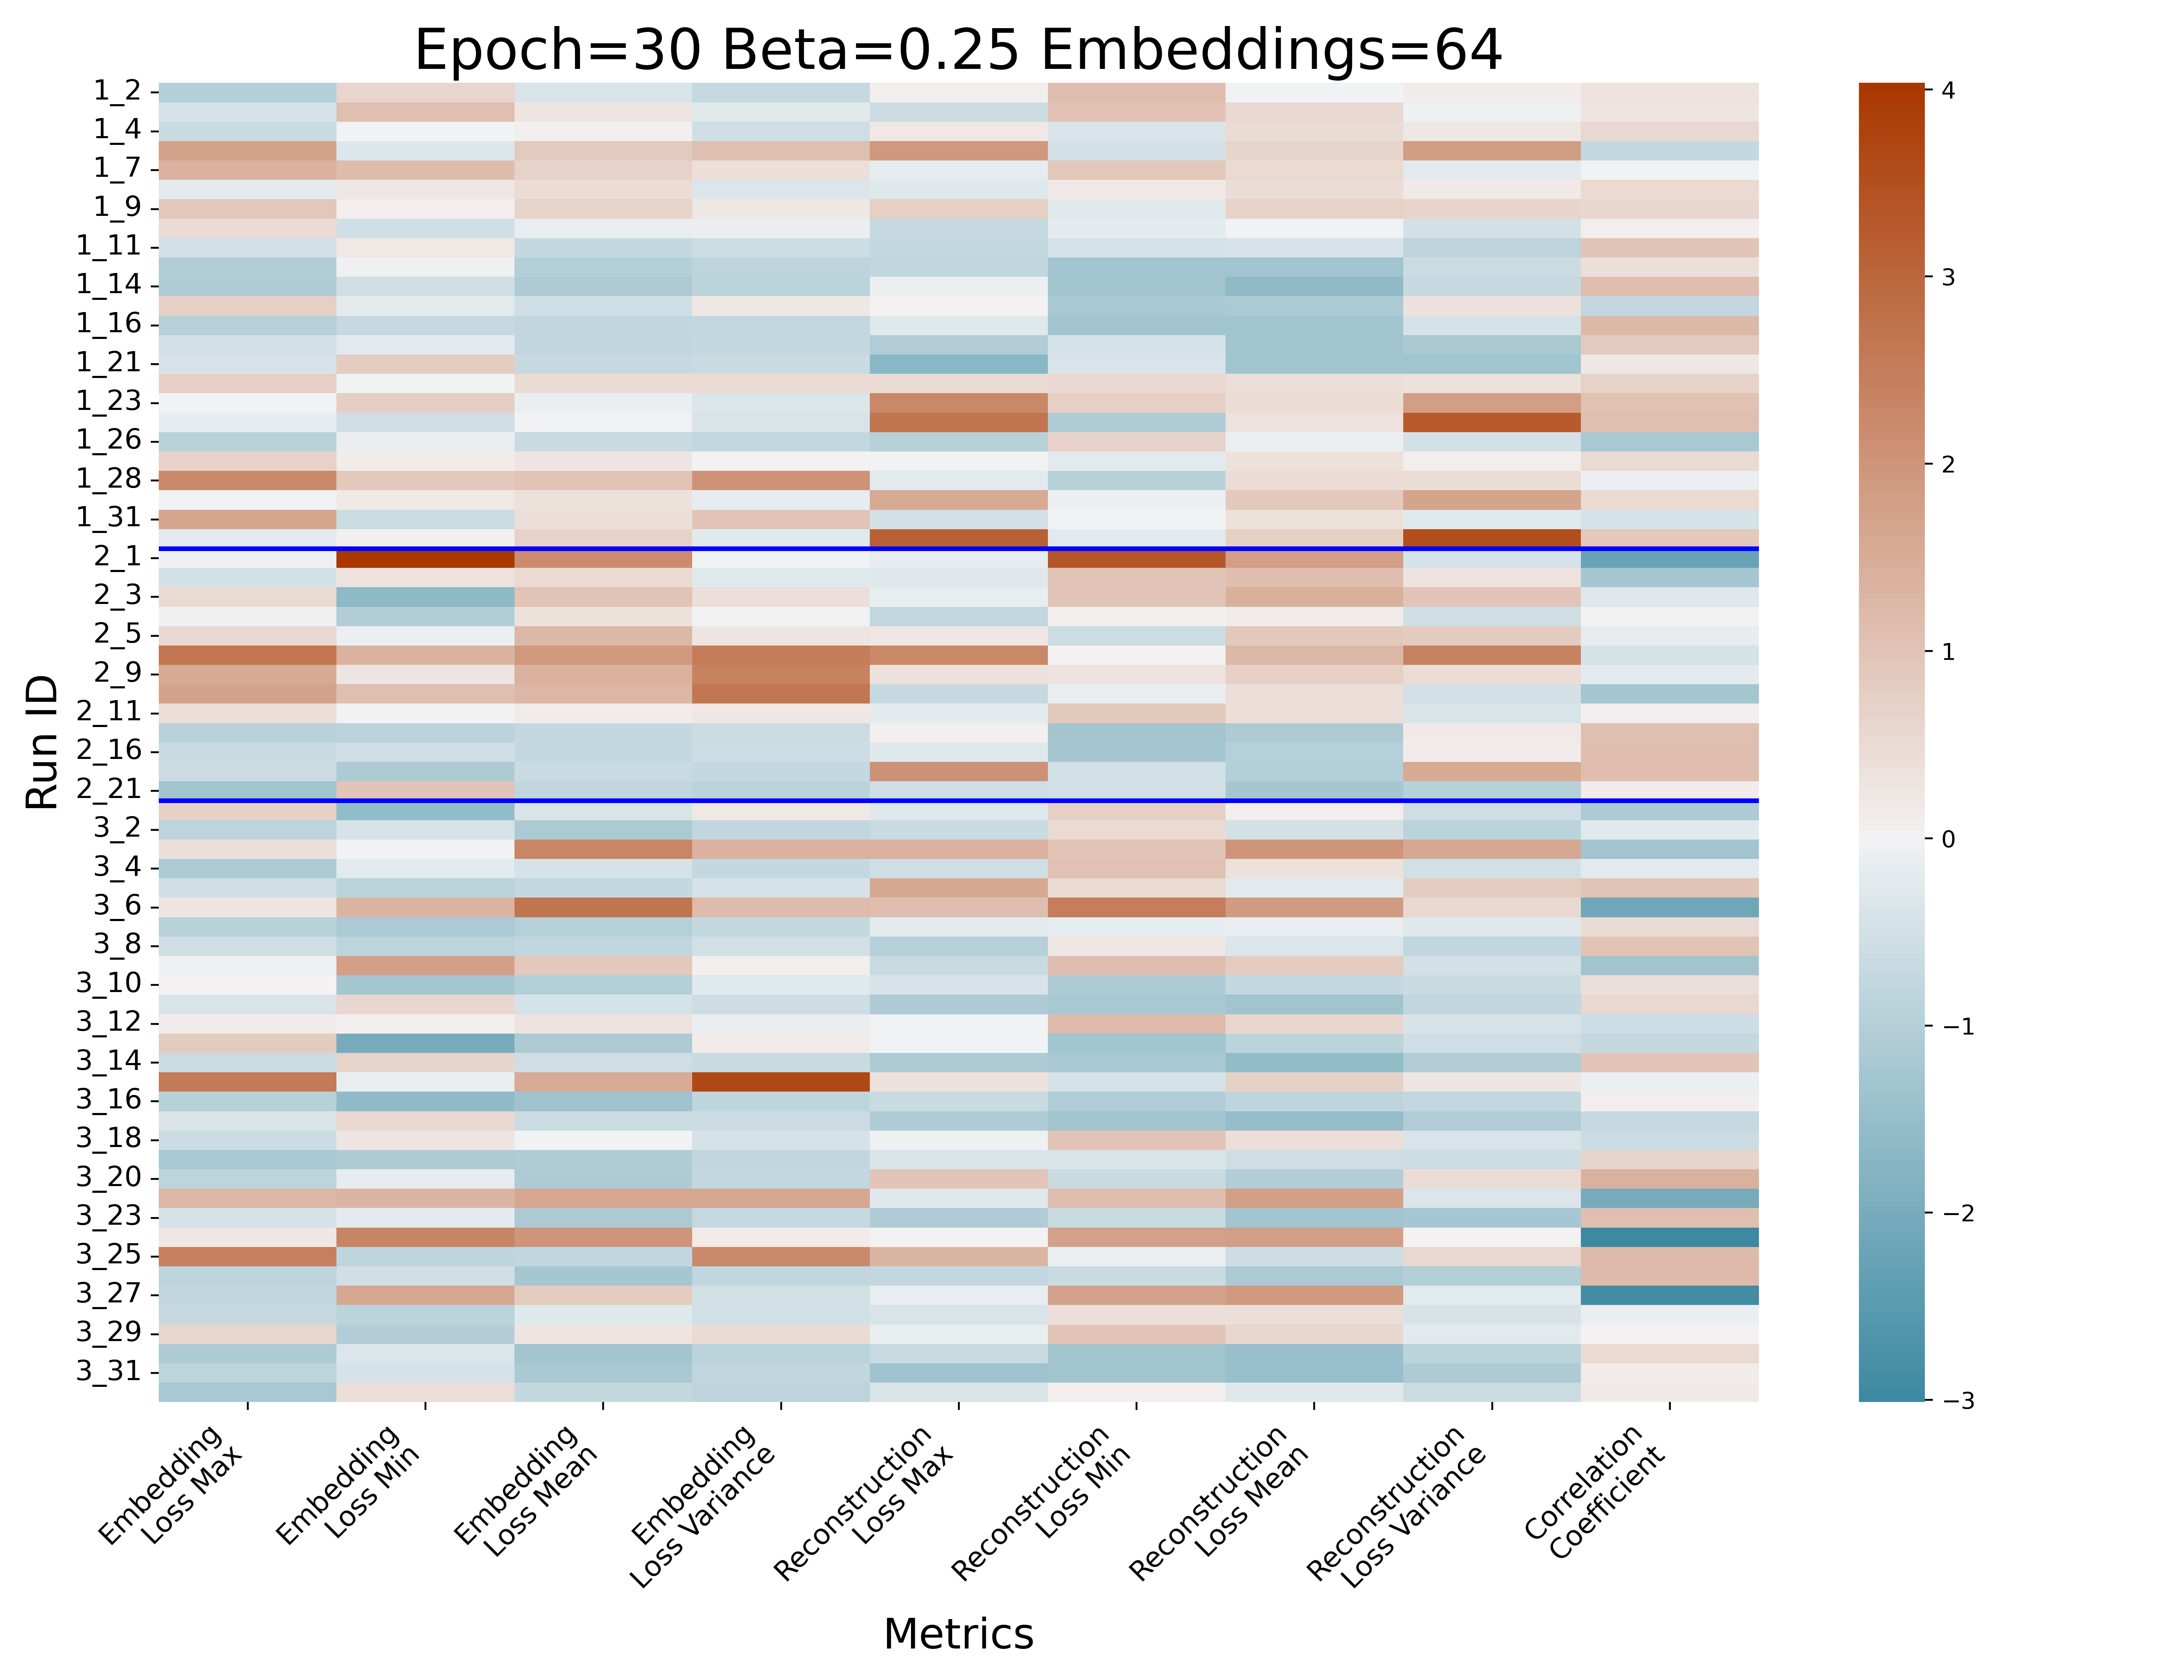 Epoch=30 Beta=0.25 Embeddings=64
Run ID
1_2
1_4
1_7
1_9
1_11
1_14
1_16
1_21
1_23
1_26
1_28
1_31
2_1
2_3
2_5
2_9
2_11
2_16
2_21
3_2
3_4
3_6
3_8
3_10
3_12
3_14
3_16
3_18
3_20
3_23
3_25
3_27
3_29
3_31
Embedding
Loss Max
Embedding
Loss Min
Embedding
Loss Mean
Embedding
Loss Variance
Reconstruction
Loss Max
Reconstruction
Loss Min
Reconstruction
Loss Mean
Reconstruction
Loss Variance
Correlation
Coefficient
Metrics
4
3
2
1
0
−1
−2
−3